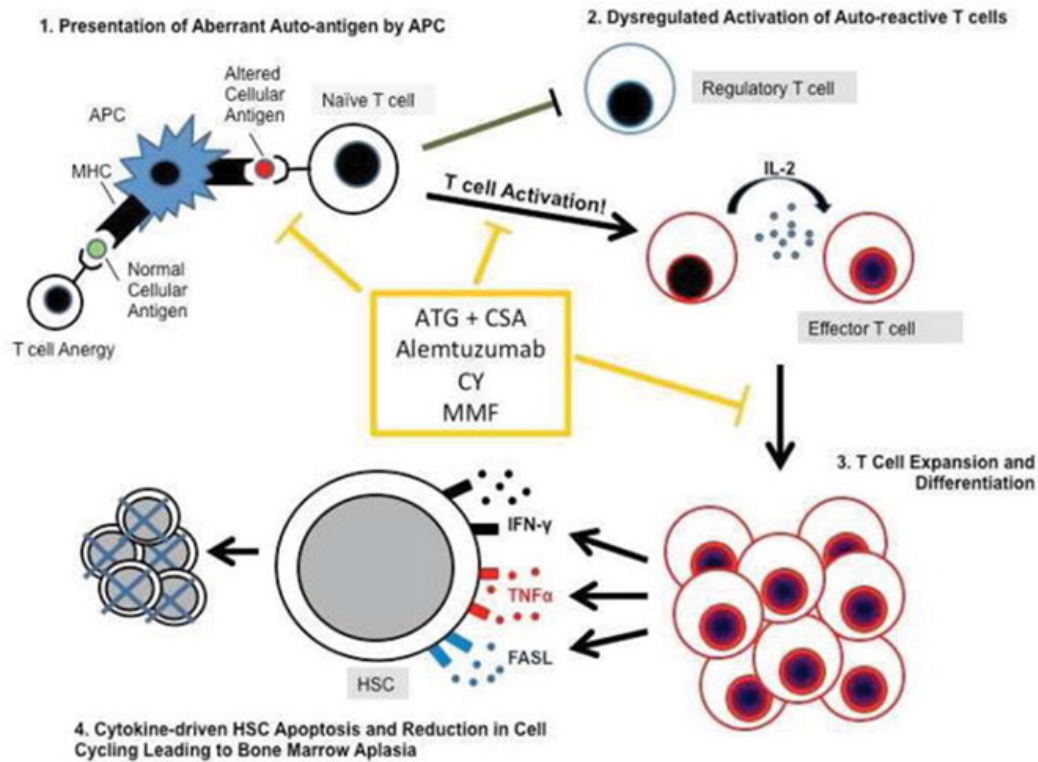 1. Presentation of Aberrant Auto-antigen by APC
2. Dysregulated Activation of Auto-reactive T cells
Altered
Cellular
Antigen
Naïve T cell
APC
MHC
Normal
Cellular
Antigen
T cell Anergy
Regulatory T cell
T cell Activation!
IL-2
Effector T cell
ATG + CSA
Alemtuzumab
CY
MMF
3. T Cell Expansion and
Differentiation
IFN-γ
TNFα
FASL
HSC
4. Cytokine-driven HSC Apoptosis and Reduction in Cell
Cycling Leading to Bone Marrow Aplasia